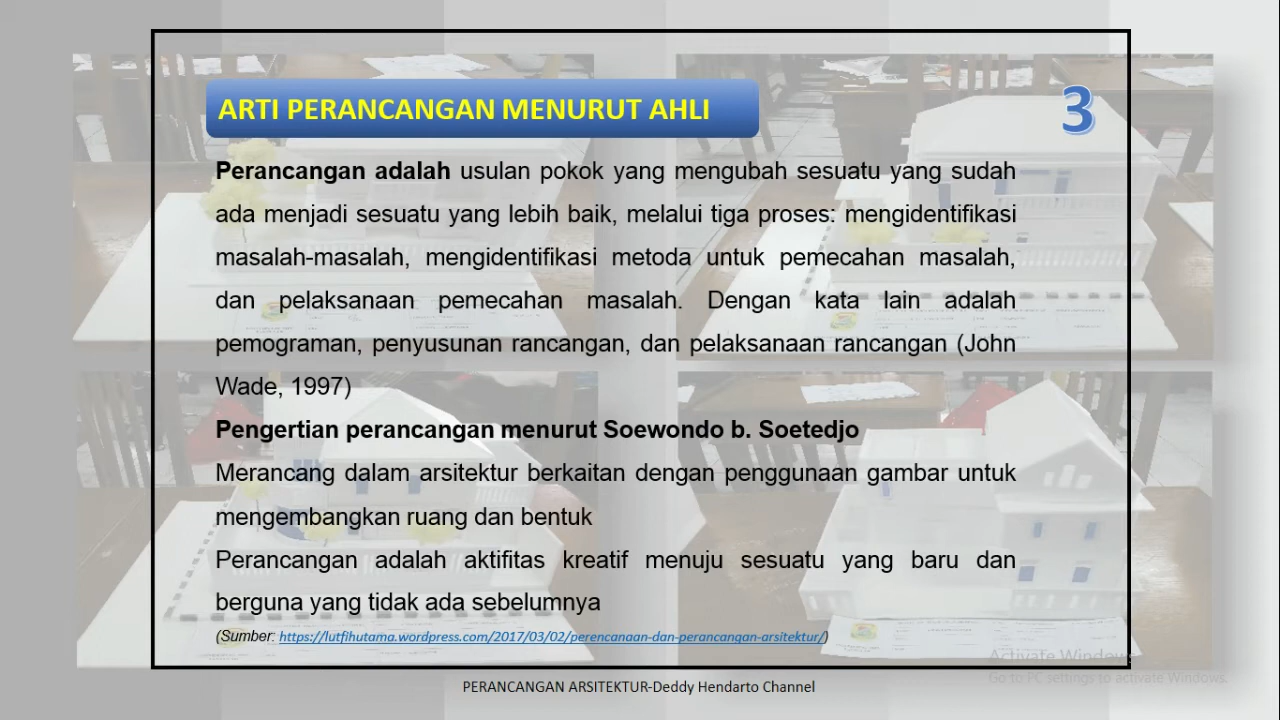 ARTI PERANCANGAN MENURUT AHLI
3
Perancangan adalah usulan pokok yang mengubah sesuatu yang sudah
ada menjadi sesuatu yang lebih baik, melalui tiga proses: mengidentifikasi
masalah-masalah, mengidentifikasi metoda untuk pemecahan masalah,
dan pelaksanaan pemecahan masalah. Dengan kata lain adalah
pemograman, penyusunan rancangan, dan pelaksanaan rancangan (John
Wade, 1997)
Pengertian perancangan menurut Soewondo b. Soetedjo
Merancang dalam arsitektur berkaitan dengan penggunaan gambar untuk
mengembangkan ruang dan bentuk
Perancangan adalah aktifitas kreatif menuju sesuatu yang baru dan
berguna yang tidak ada sebelumnya
(Sumber: https://lutfihutama.wordpress.com/2017/03/02/perencanaan-dan-perancangan-arsitektur/)
Activate Windows
Go to PC settings to activate Windows.
PERANCANGAN ARSITEKTUR-Deddy Hendarto Channel